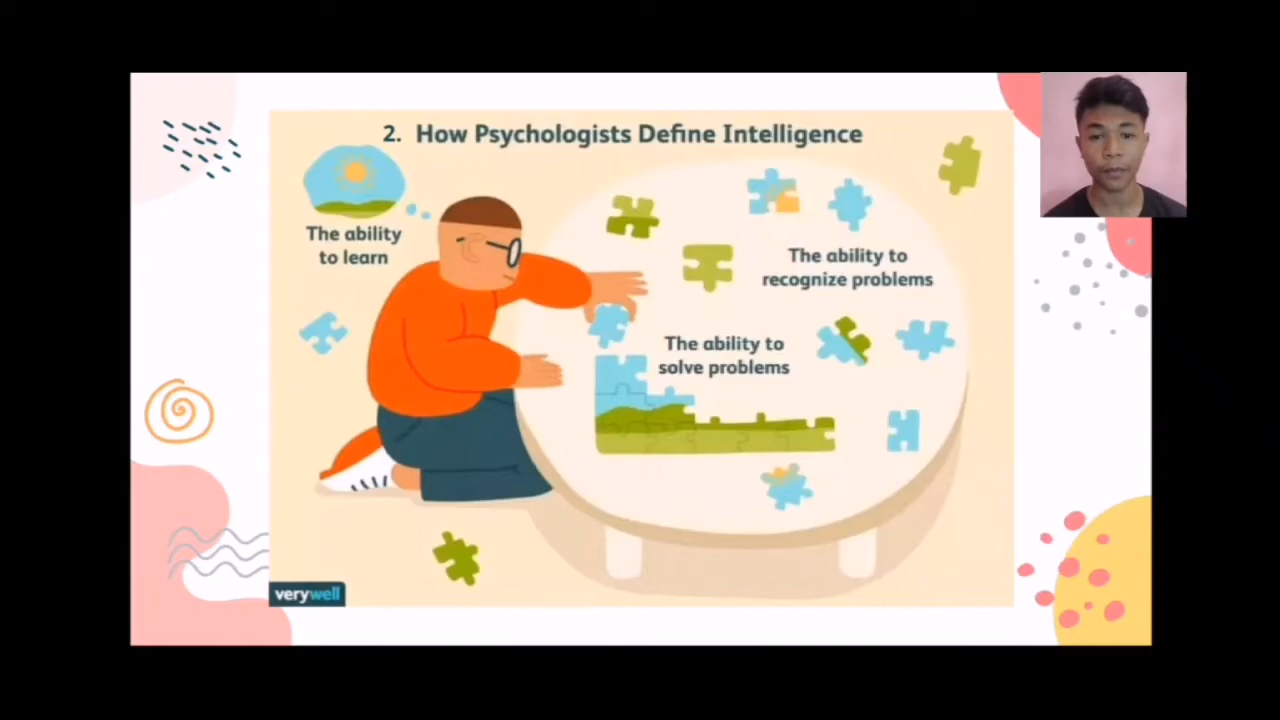 2. How Psychologists Define Intelligence
The ability
to learn
The ability to
recognize problems
The ability to
solve problems
verywell